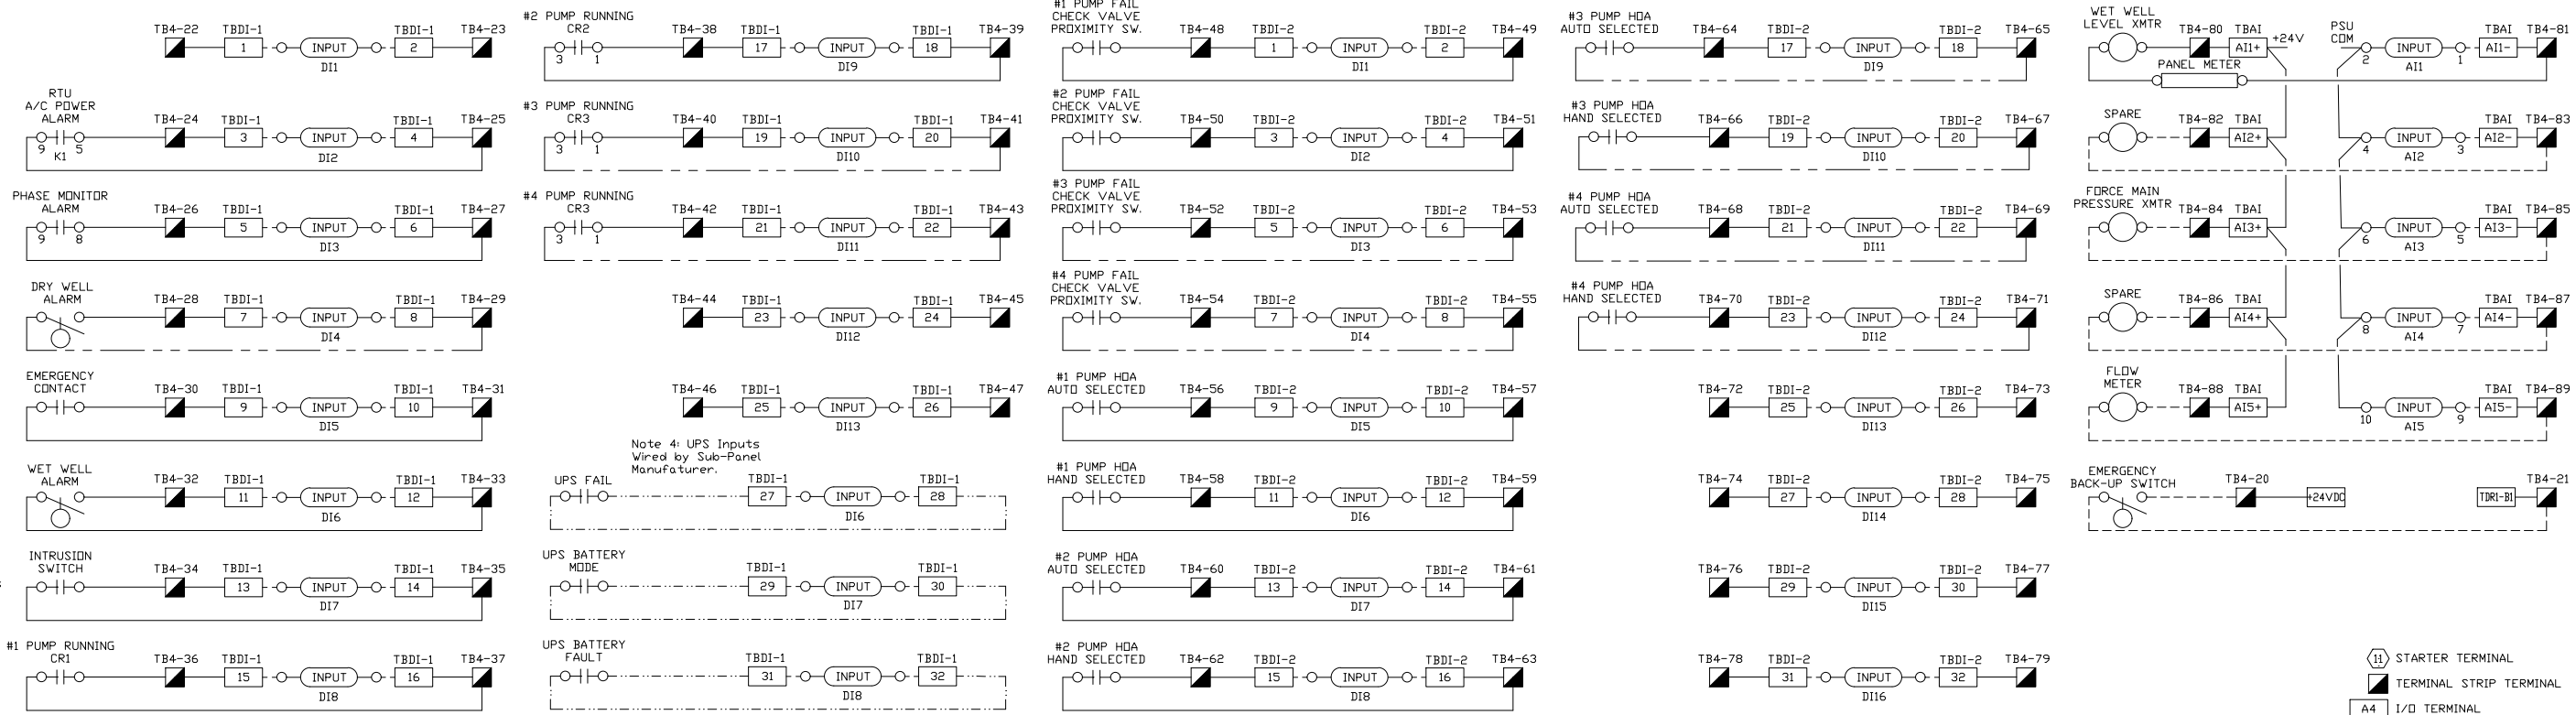 TB4-22 TBDI-1 TBDI-1 TB4-23
1 INPUT 2
DI1
RTU
A/C POWER
ALARM
TB4-24 TBDI-1 TBDI-1 TB4-25
3 INPUT 4
9 K1 5 DI2
PHASE MONITOR
ALARM
TB4-26 TBDI-1 TBDI-1 TB4-27
5 INPUT 6
9 8 DI3
DRY WELL
ALARM
TB4-28 TBDI-1 TBDI-1 TB4-29
7 INPUT 8
DI4
EMERGENCY
CONTACT
TB4-30 TBDI-1 TBDI-1 TB4-31
9 INPUT 10
DI5
WET WELL
ALARM
TB4-32 TBDI-1 TBDI-1 TB4-33
11 INPUT 12
DI6
INTRUSION
SWITCH
TB4-34 TBDI-1 TBDI-1 TB4-35
13 INPUT 14
DI7
#1 PUMP RUNNING
CR1
TB4-36 TBDI-1 TBDI-1 TB4-37
15 INPUT 16
DI8
#2 PUMP RUNNING
CR2
TB4-38 TBDI-1 TBDI-1 TB4-39
17 INPUT 18
3 1 DI9
#3 PUMP RUNNING
CR3
TB4-40 TBDI-1 TBDI-1 TB4-41
19 INPUT 20
3 1 DI10
#4 PUMP RUNNING
CR3
TB4-42 TBDI-1 TBDI-1 TB4-43
21 INPUT 22
3 1 DI11
TB4-44 TBDI-1 TBDI-1 TB4-45
23 INPUT 24
DI12
TB4-46 TBDI-1 TBDI-1 TB4-47
25 INPUT 26
DI13
Note 4: UPS Inputs
Wired by Sub-Panel
Manufaturer.
UPS FAIL
TBDI-1 TBDI-1
27 INPUT 28
DI6
UPS BATTERY
MODE
TBDI-1 TBDI-1
29 INPUT 30
DI7
UPS BATTERY
FAULT
TBDI-1 TBDI-1
31 INPUT 32
DI8
#1 PUMP FAIL
CHECK VALVE
PROXIMITY SW.
TB4-48 TBDI-2 TBDI-2 TB4-49
1 INPUT 2
DI1
#2 PUMP FAIL
CHECK VALVE
PROXIMITY SW.
TB4-50 TBDI-2 TBDI-2 TB4-51
3 INPUT 4
DI2
#3 PUMP FAIL
CHECK VALVE
PROXIMITY SW.
TB4-52 TBDI-2 TBDI-2 TB4-53
5 INPUT 6
DI3
#4 PUMP FAIL
CHECK VALVE
PROXIMITY SW.
TB4-54 TBDI-2 TBDI-2 TB4-55
7 INPUT 8
DI4
#1 PUMP HOA
AUTO SELECTED
TB4-56 TBDI-2 TBDI-2 TB4-57
9 INPUT 10
DI5
#1 PUMP HOA
HAND SELECTED
TB4-58 TBDI-2 TBDI-2 TB4-59
11 INPUT 12
DI6
#2 PUMP HOA
AUTO SELECTED
TB4-60 TBDI-2 TBDI-2 TB4-61
13 INPUT 14
DI7
#2 PUMP HOA
HAND SELECTED
TB4-62 TBDI-2 TBDI-2 TB4-63
15 INPUT 16
DI8
#3 PUMP HOA
AUTO SELECTED
TB4-64 TBDI-2 TBDI-2 TB4-65
17 INPUT 18
DI9
#3 PUMP HOA
HAND SELECTED
TB4-66 TBDI-2 TBDI-2 TB4-67
19 INPUT 20
DI10
#4 PUMP HOA
AUTO SELECTED
TB4-68 TBDI-2 TBDI-2 TB4-69
21 INPUT 22
DI11
#4 PUMP HOA
HAND SELECTED
TB4-70 TBDI-2 TBDI-2 TB4-71
23 INPUT 24
DI12
TB4-72 TBDI-2 TBDI-2 TB4-73
25 INPUT 26
DI13
TB4-74 TBDI-2 TBDI-2 TB4-75
27 INPUT 28
DI14
TB4-76 TBDI-2 TBDI-2 TB4-77
29 INPUT 30
DI15
TB4-78 TBDI-2 TBDI-2 TB4-79
31 INPUT 32
DI16
WET WELL
LEVEL XMTR
TB4-80 TBAI PSU COM TBAI TB4-81
AI1+ +24V INPUT AI1-
2 AI1 1
PANEL METER
SPARE
TB4-82 TBAI TBAI TB4-83
AI2+ INPUT AI2-
4 AI2 3
FORCE MAIN
PRESSURE XMTR
TB4-84 TBAI TBAI TB4-85
AI3+ INPUT AI3-
6 AI3 5
SPARE
TB4-86 TBAI TBAI TB4-87
AI4+ INPUT AI4-
8 AI4 7
FLOW
METER
TB4-88 TBAI TBAI TB4-89
AI5+ INPUT AI5-
10 AI5 9
EMERGENCY
BACK-UP SWITCH
TB4-20 TB4-21
+24VDC TDR1-B1
11 STARTER TERMINAL
TERMINAL STRIP TERMINAL
A4 I/O TERMINAL